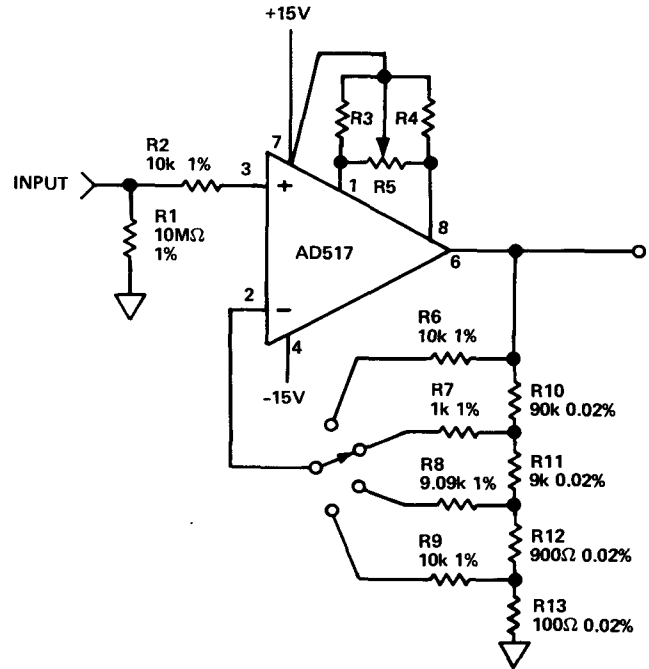 +15V
R3
R4
R2
10k 1%
7
3
INPUT
+
1
R5
R1
10MΩ
1%
8
AD517
6
2
−
4
R6
10k 1%
-15V
R7
1k 1%
R10
90k 0.02%
R8
9.09k 1%
R11
9k 0.02%
R9
10k 1%
R12
900Ω 0.02%
R13
100Ω 0.02%